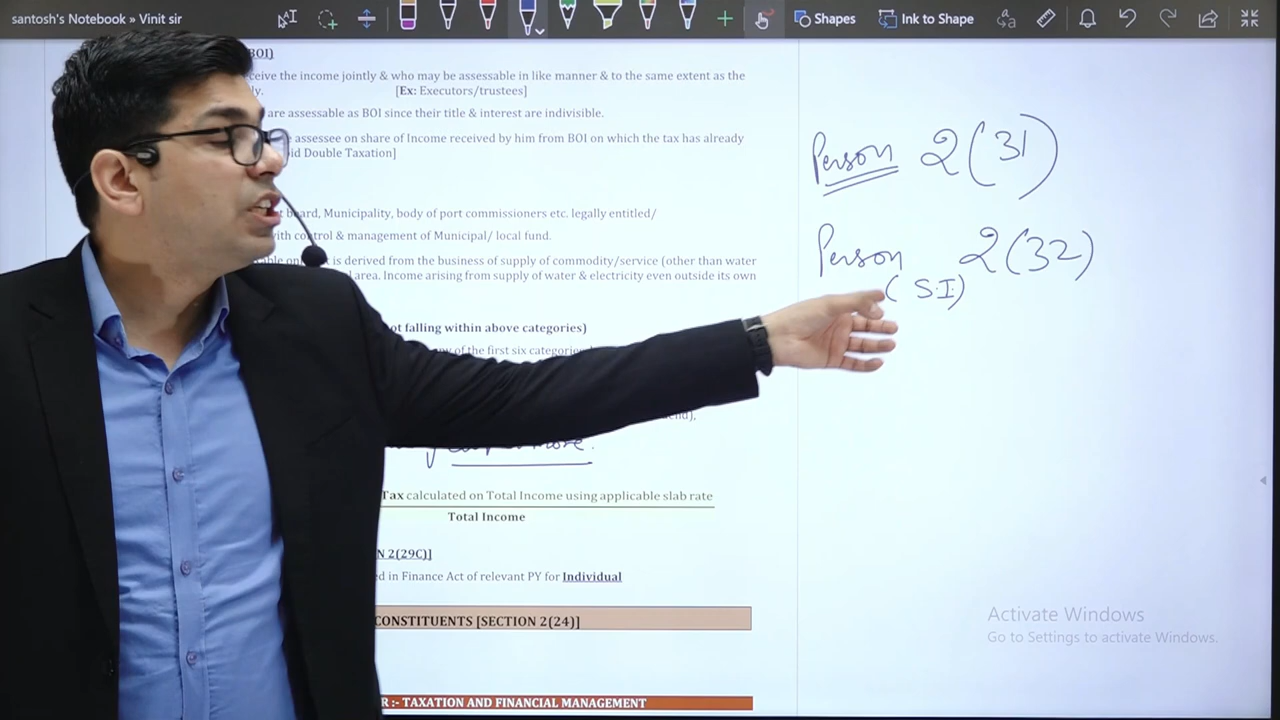 santosh's Notebook » Vinit sir
Shapes
Ink to Shape
BOI)
ceive the income jointly & who may be assessable in like manner & to the same extent as the
ly. [Ex: Executors/trustees]
are assessable as BOI since their title & interest are indivisible.
e assessee on share of Income received by him from BOI on which the tax has already
id Double Taxation]
t board, Municipality, body of port commissioners etc. legally entitled/
ith control & management of Municipal/ local fund.
is derived from the business of supply of commodity/service (other than water
l area. Income arising from supply of water & electricity even outside its own
ot falling within above categories)
y of the first six categories
more.
Tax calculated on Total Income using applicable slab rate
Total Income
N 2(29C)]
ed in Finance Act of relevant PY for Individual
CONSTITUENTS [SECTION 2(24)]
R :- TAXATION AND FINANCIAL MANAGEMENT
Person 2(31)
Person 2(32)
( S.I)
Activate Windows
Go to Settings to activate Windows.